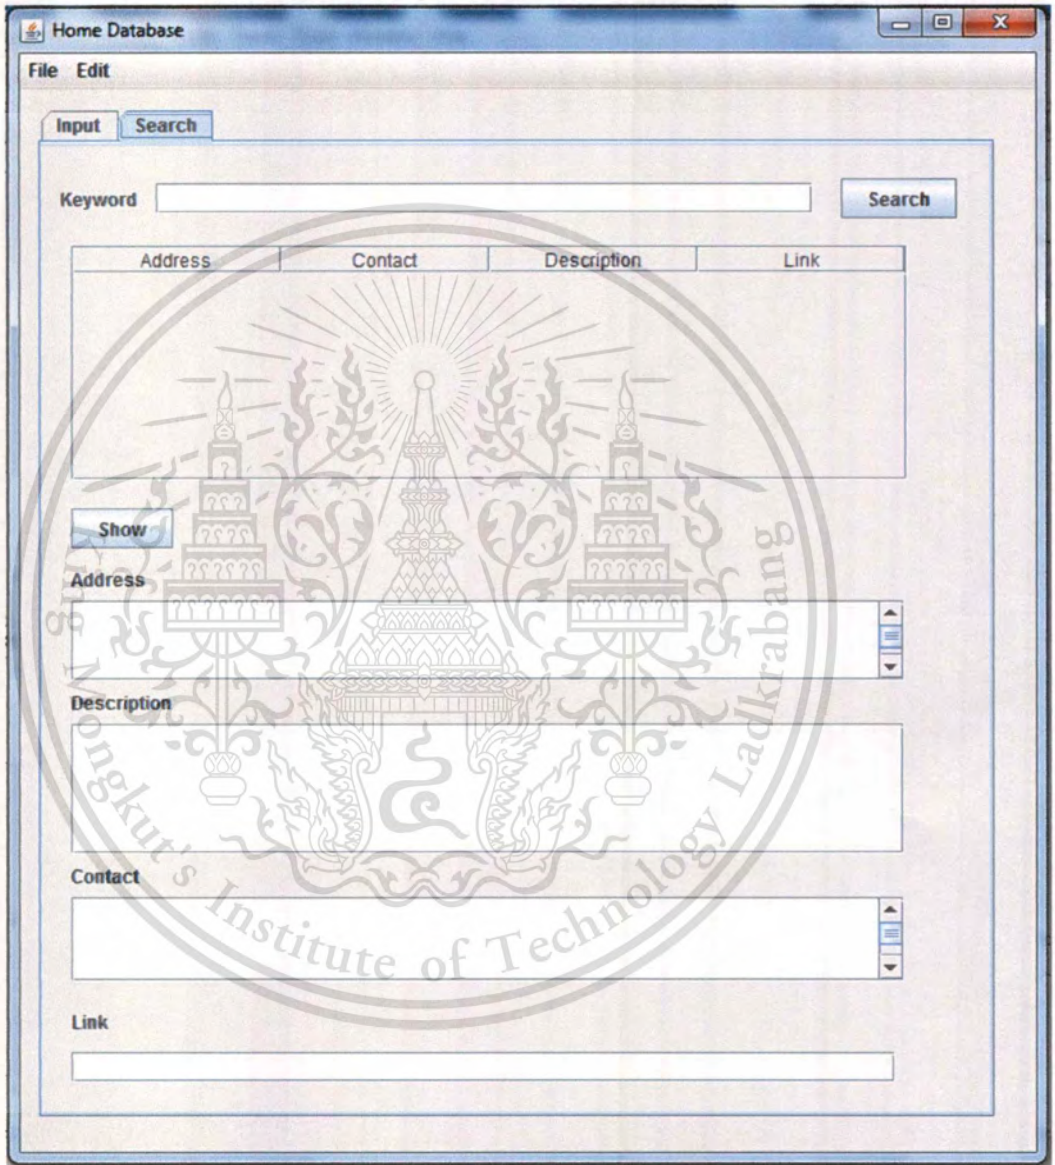 Home Database
File Edit
Input Search
Keyword Search
Address Contact Description Link
Show
Address
Description
Contact
Link
King Mongkut's Institute of Technology Ladkrabang